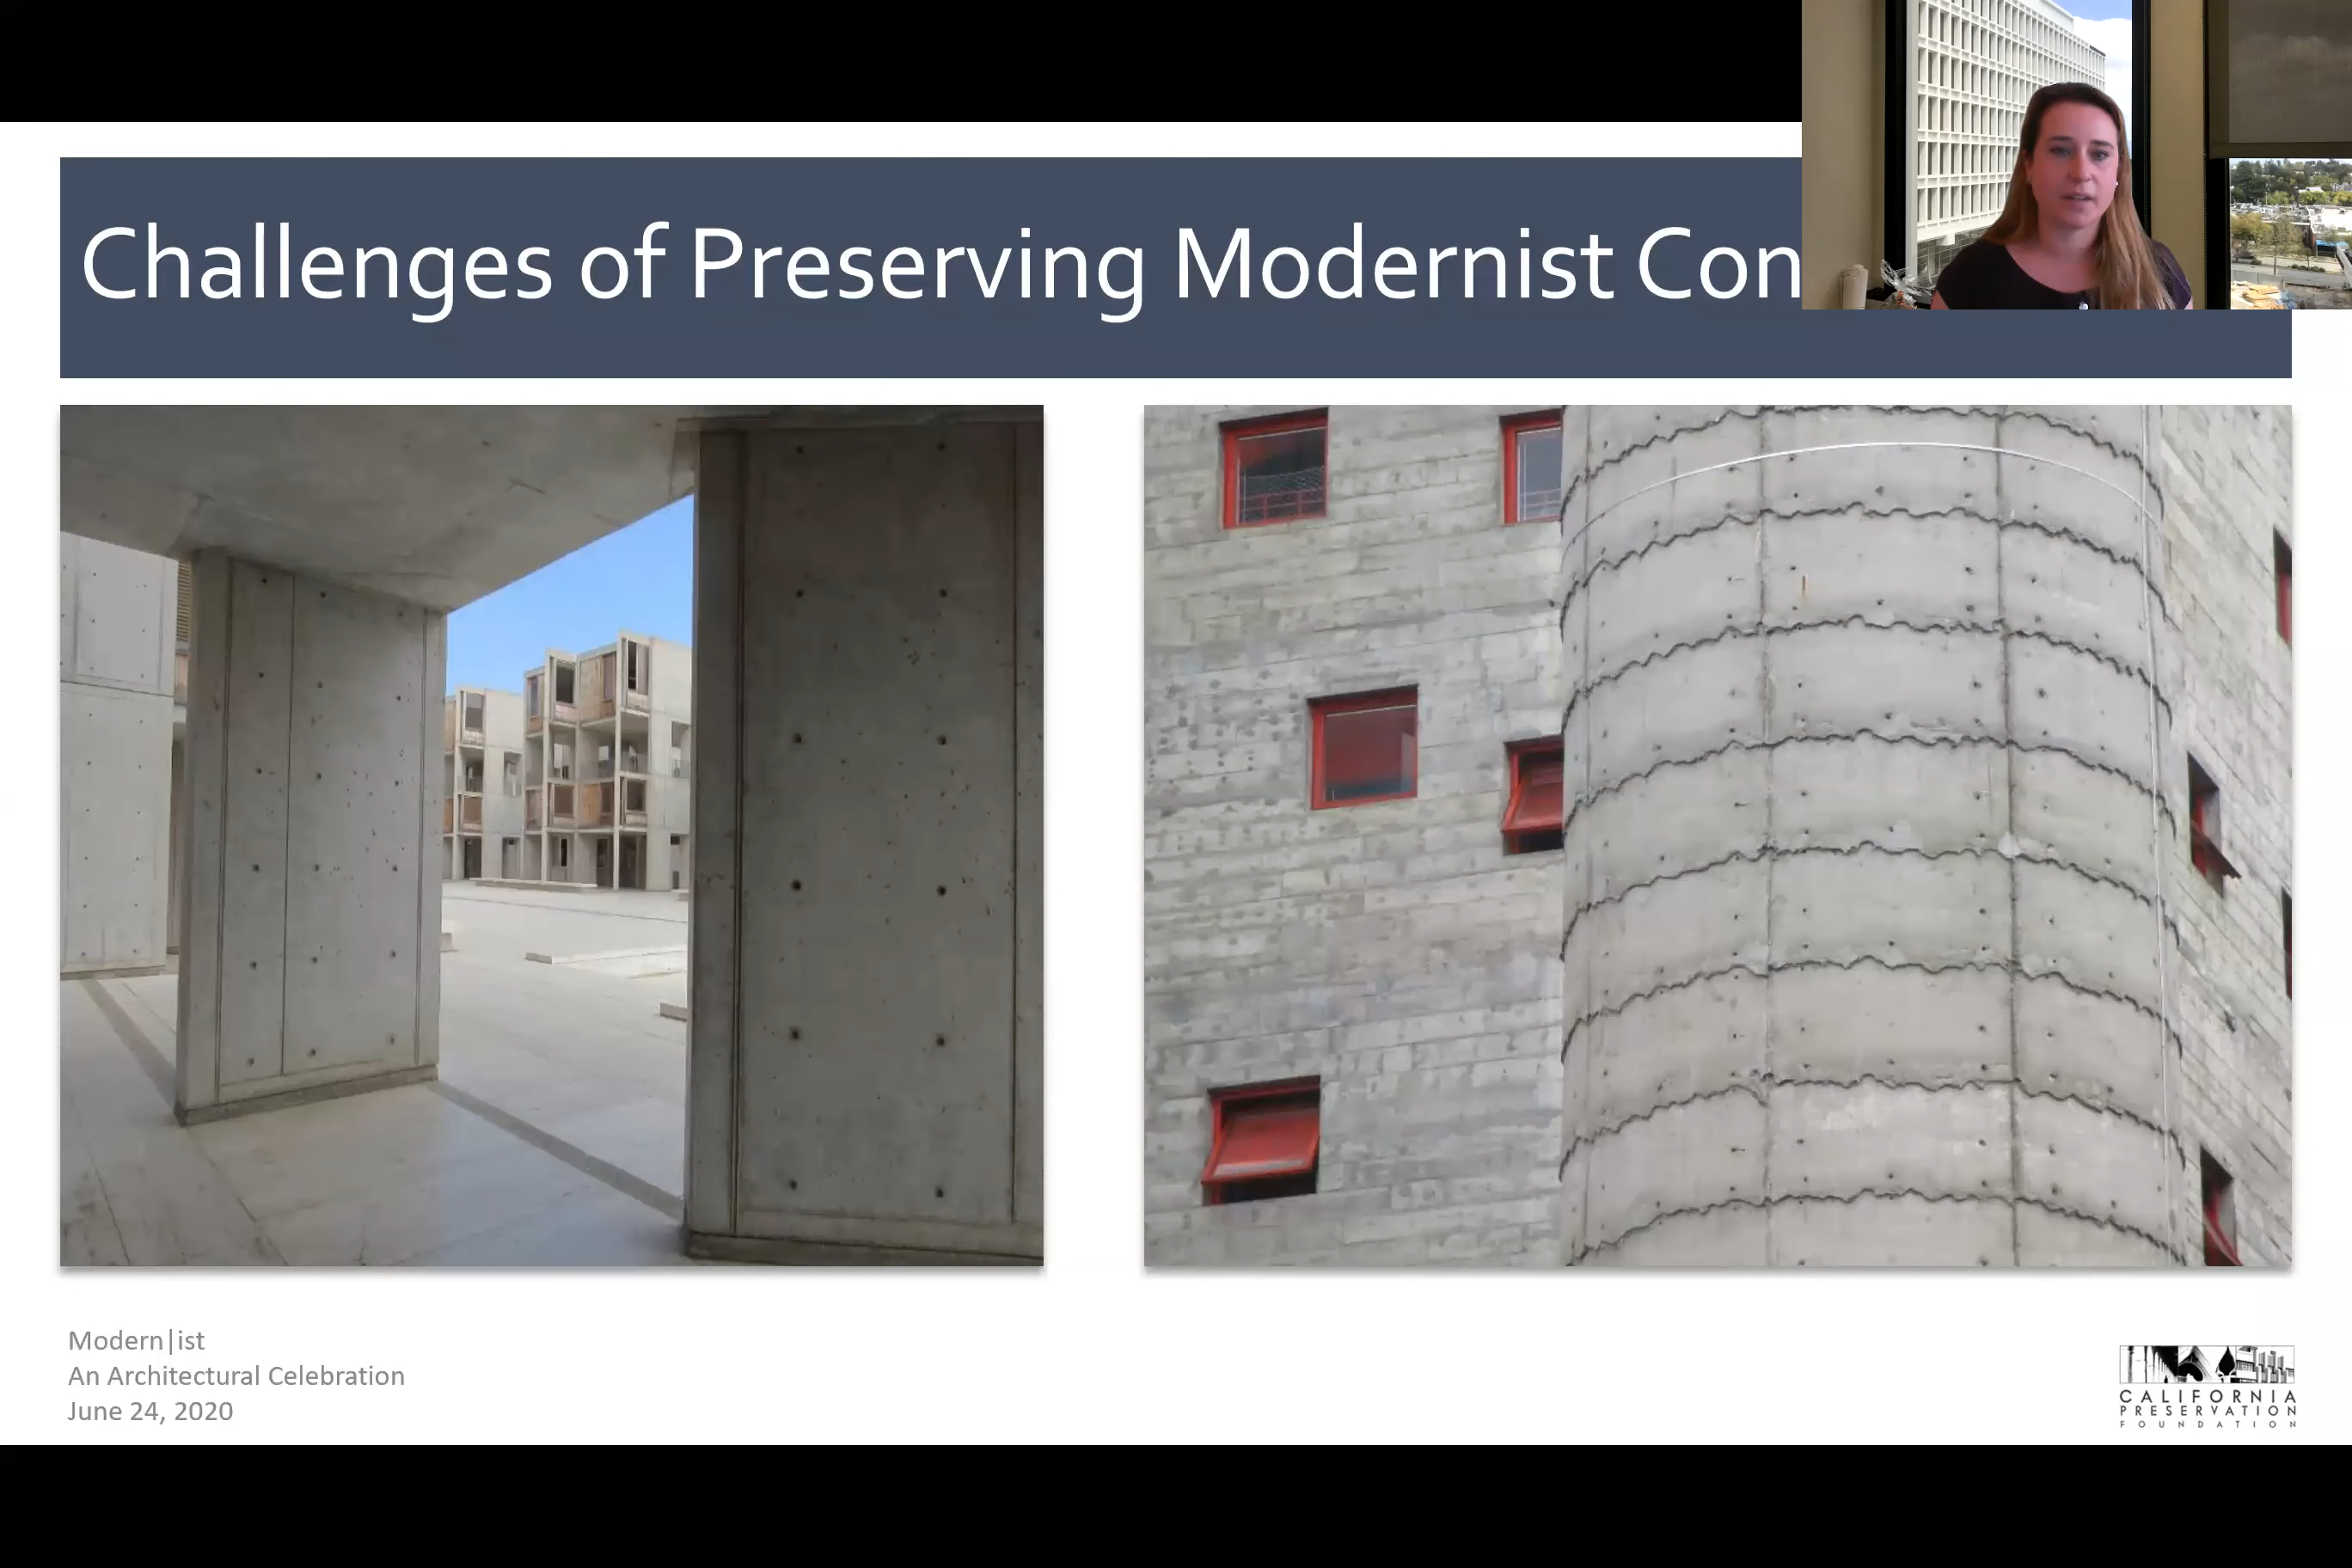 Challenges of Preserving Modernist Con
Modern|ist
An Architectural Celebration
June 24, 2020
CALIFORNIA
PRESERVATION
FOUNDATION